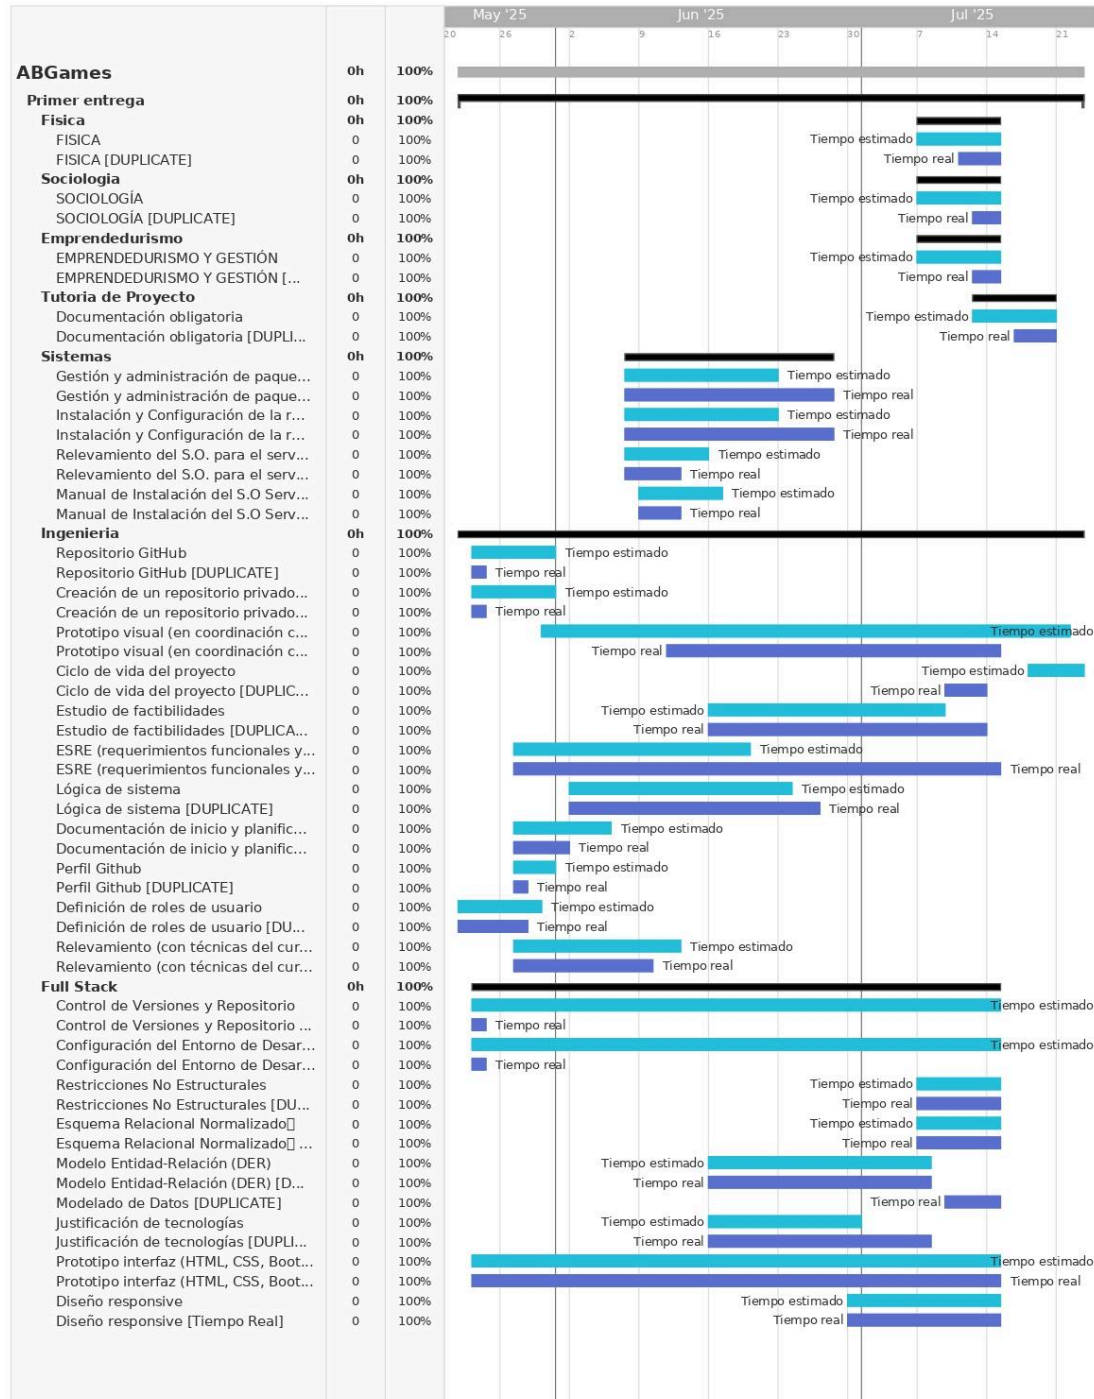 May '25 Jun '25 Jul '25
20 26 2 9 16 23 30 7 14 21
ABGames 0h 100%
Primer entrega 0h 100%
Fisica 0h 100%
FISICA 0 100% Tiempo estimado
FISICA [DUPLICATE] 0 100% Tiempo real
Sociologia 0h 100%
SOCIOLOGÍA 0 100% Tiempo estimado
SOCIOLOGÍA [DUPLICATE] 0 100% Tiempo real
Emprendedurismo 0h 100%
EMPRENDEDURISMO Y GESTIÓN 0 100% Tiempo estimado
EMPRENDEDURISMO Y GESTIÓN [... 0 100% Tiempo real
Tutoria de Proyecto 0h 100%
Documentación obligatoria 0 100% Tiempo estimado
Documentación obligatoria [DUPLI... 0 100% Tiempo real
Sistemas 0h 100%
Gestión y administración de paque... 0 100% Tiempo estimado
Gestión y administración de paque... 0 100% Tiempo real
Instalación y Configuración de la r... 0 100% Tiempo estimado
Instalación y Configuración de la r... 0 100% Tiempo real
Relevamiento del S.O. para el serv... 0 100% Tiempo estimado
Relevamiento del S.O. para el serv... 0 100% Tiempo real
Manual de Instalación del S.O Serv... 0 100% Tiempo estimado
Manual de Instalación del S.O Serv... 0 100% Tiempo real
Ingenieria 0h 100%
Repositorio GitHub 0 100% Tiempo estimado
Repositorio GitHub [DUPLICATE] 0 100% Tiempo real
Creación de un repositorio privado... 0 100% Tiempo estimado
Creación de un repositorio privado... 0 100% Tiempo real
Prototipo visual (en coordinación c... 0 100% Tiempo estimado
Prototipo visual (en coordinación c... 0 100% Tiempo real
Ciclo de vida del proyecto 0 100% Tiempo estimado
Ciclo de vida del proyecto [DUPLIC... 0 100% Tiempo real
Estudio de factibilidades 0 100% Tiempo estimado
Estudio de factibilidades [DUPLICA... 0 100% Tiempo real
ESRE (requerimientos funcionales y... 0 100% Tiempo estimado
ESRE (requerimientos funcionales y... 0 100% Tiempo real
Lógica de sistema 0 100% Tiempo estimado
Lógica de sistema [DUPLICATE] 0 100% Tiempo real
Documentación de inicio y planific... 0 100% Tiempo estimado
Documentación de inicio y planific... 0 100% Tiempo real
Perfil Github 0 100% Tiempo estimado
Perfil Github [DUPLICATE] 0 100% Tiempo real
Definición de roles de usuario 0 100% Tiempo estimado
Definición de roles de usuario [DU... 0 100% Tiempo real
Relevamiento (con técnicas del cur... 0 100% Tiempo estimado
Relevamiento (con técnicas del cur... 0 100% Tiempo real
Full Stack 0h 100%
Control de Versiones y Repositorio 0 100% Tiempo estimado
Control de Versiones y Repositorio ... 0 100% Tiempo real
Configuración del Entorno de Desar... 0 100% Tiempo estimado
Configuración del Entorno de Desar... 0 100% Tiempo real
Restricciones No Estructurales 0 100% Tiempo estimado
Restricciones No Estructurales [DU... 0 100% Tiempo real
Esquema Relacional Normalizado 0 100% Tiempo estimado
Esquema Relacional Normalizado ... 0 100% Tiempo real
Modelo Entidad-Relación (DER) 0 100% Tiempo estimado
Modelo Entidad-Relación (DER) [D... 0 100% Tiempo real
Modelado de Datos [DUPLICATE] 0 100% Tiempo real
Justificación de tecnologías 0 100% Tiempo estimado
Justificación de tecnologías [DUPLI... 0 100% Tiempo real
Prototipo interfaz (HTML, CSS, Boot... 0 100% Tiempo estimado
Prototipo interfaz (HTML, CSS, Boot... 0 100% Tiempo real
Diseño responsive 0 100% Tiempo estimado
Diseño responsive [Tiempo Real] 0 100% Tiempo real